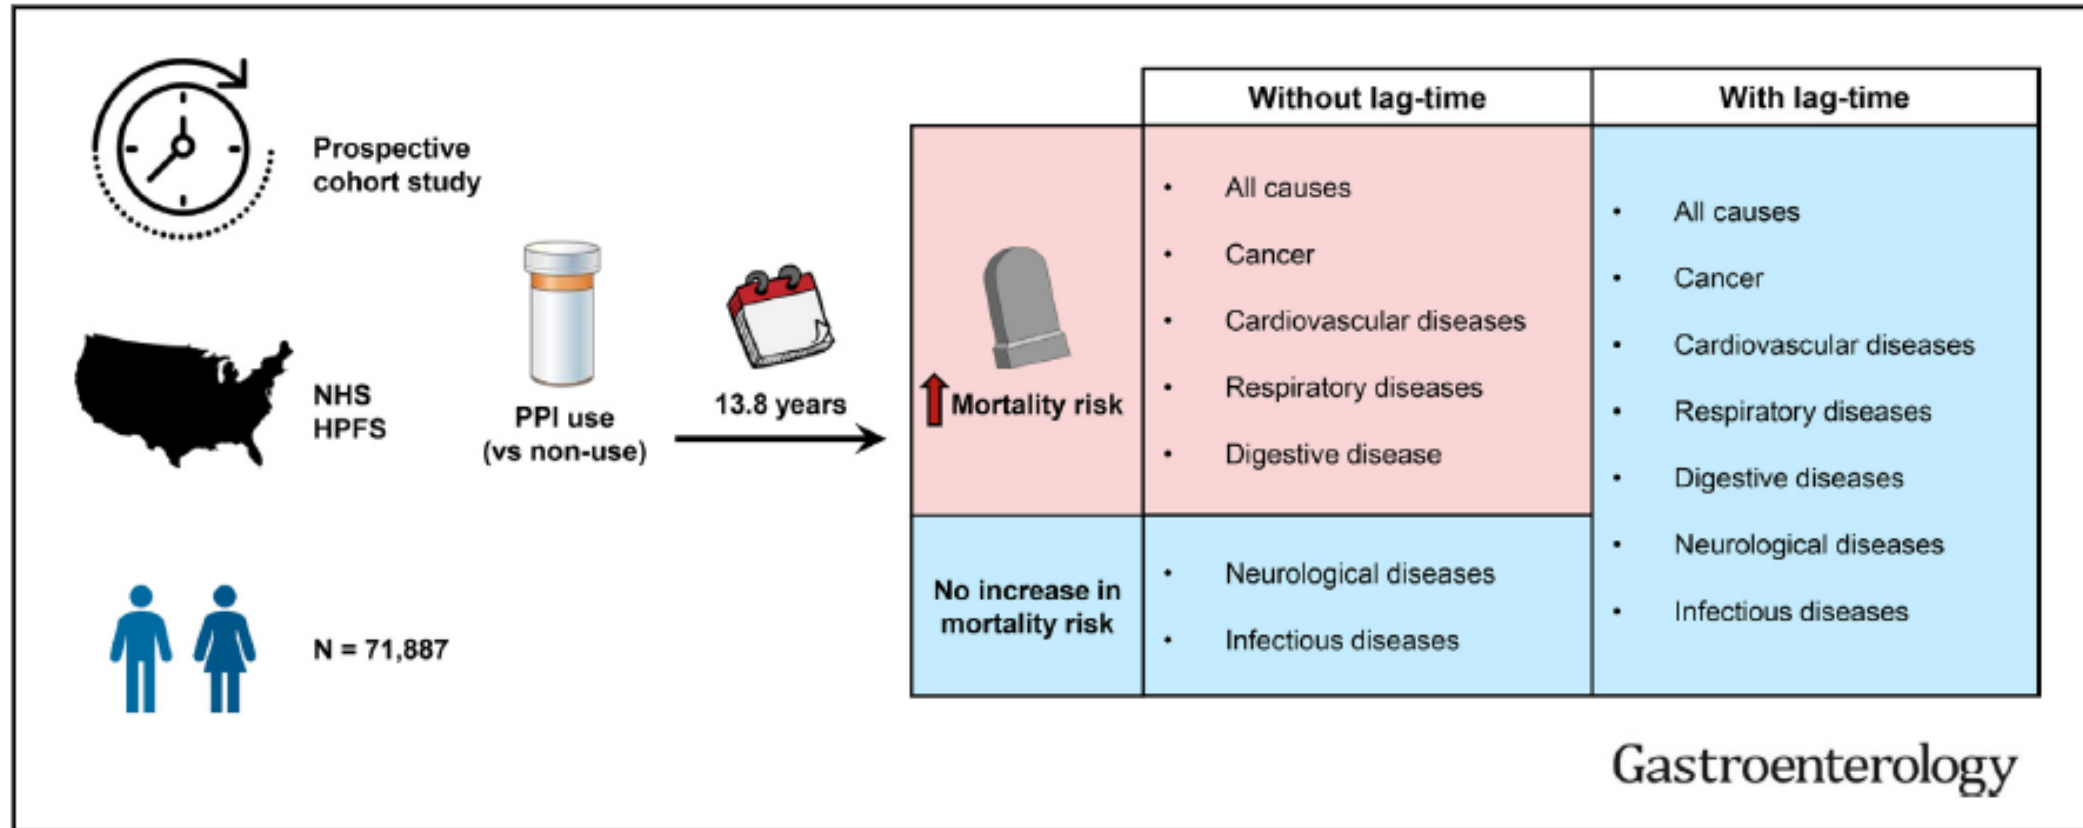 Prospective
cohort study
NHS
HPFS
N = 71,887
PPI use
(vs non-use)
13.8 years
Without lag-time
With lag-time
Mortality risk
• All causes
• Cancer
• Cardiovascular diseases
• Respiratory diseases
• Digestive disease
No increase in
mortality risk
• Neurological diseases
• Infectious diseases
• All causes
• Cancer
• Cardiovascular diseases
• Respiratory diseases
• Digestive diseases
• Neurological diseases
• Infectious diseases
Gastroenterology